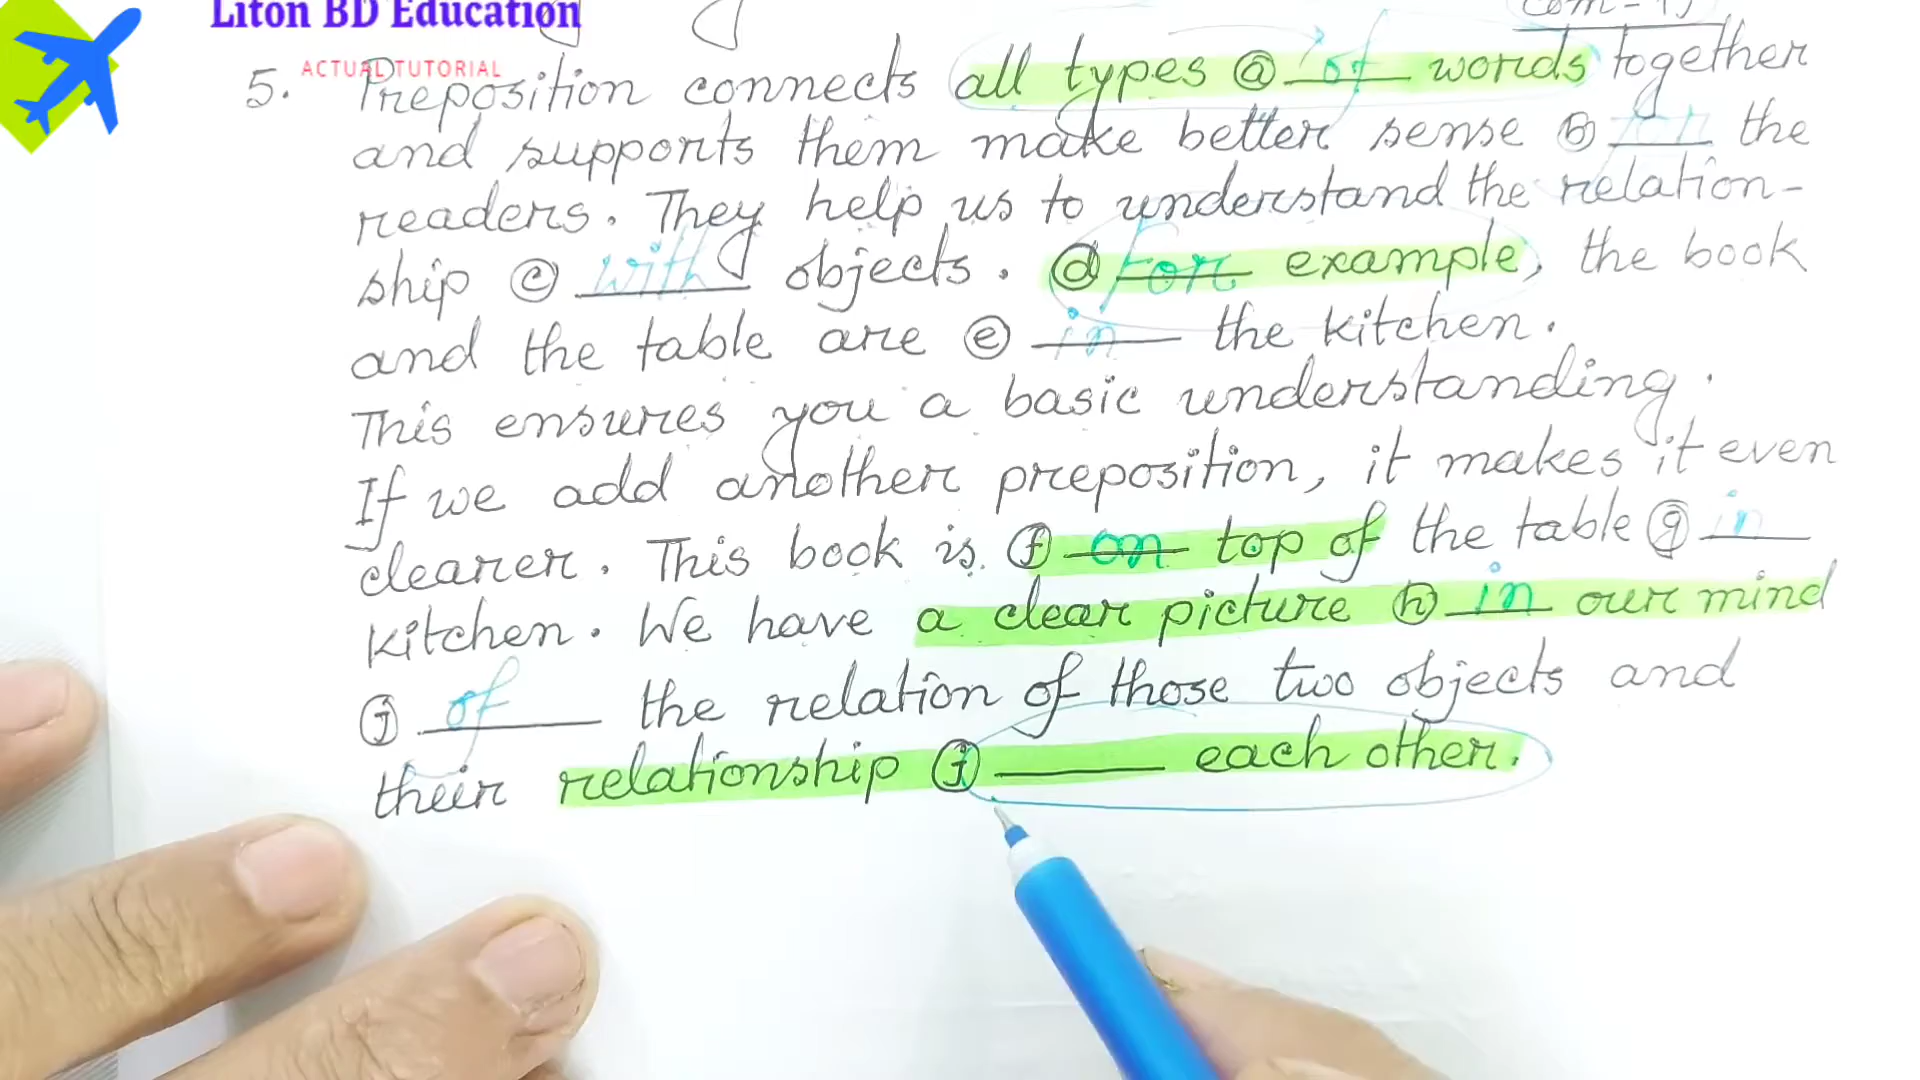 Liton BD Education
ACTUAL TUTORIAL
Com-19
5. Preposition connects all types ⓐ of words together
and supports them make better sense ⓑ for the
readers. They help us to understand the relation-
ship ⓒ with objects. ⓓ For example, the book
and the table are ⓔ in the kitchen.
This ensures you a basic understanding.
If we add another preposition, it makes it even
clearer. This book is ⓕ on top of the table ⓖ in
kitchen. We have a clear picture ⓗ in our mind
ⓘ of the relation of those two objects and
their relationship ⓙ ______ each other.